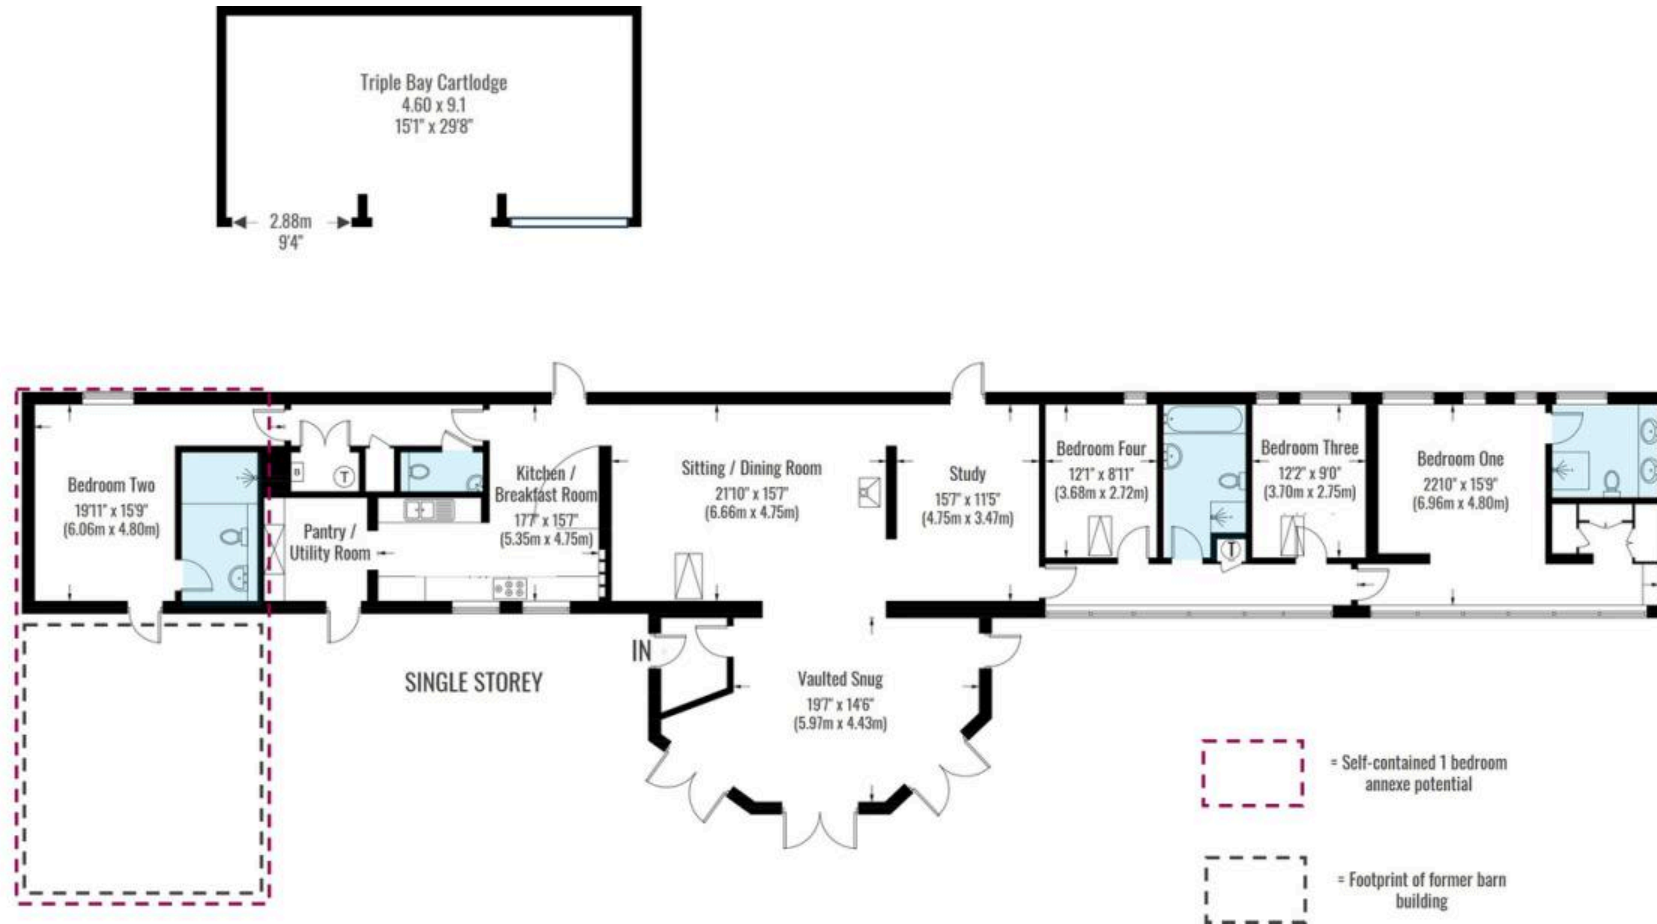 Triple Bay Cartlodge
4.60 x 9.1
15'1" x 29'8"
2.88m
9'4"
Bedroom Two
19'11" x 15'9"
(6.06m x 4.80m)
B
T
Pantry /
Utility Room
Kitchen /
Breakfast Room
17'7" x 15'7"
(5.35m x 4.75m)
Sitting / Dining Room
21'10" x 15'7"
(6.66m x 4.75m)
Study
15'7" x 11'5"
(4.75m x 3.47m)
Bedroom Four
12'1" x 8'11"
(3.68m x 2.72m)
T
Bedroom Three
12'2" x 9'0"
(3.70m x 2.75m)
Bedroom One
22'10" x 15'9"
(6.96m x 4.80m)
IN
SINGLE STOREY
Vaulted Snug
19'7" x 14'6"
(5.97m x 4.43m)
= Self-contained 1 bedroom
annexe potential
= Footprint of former barn
building